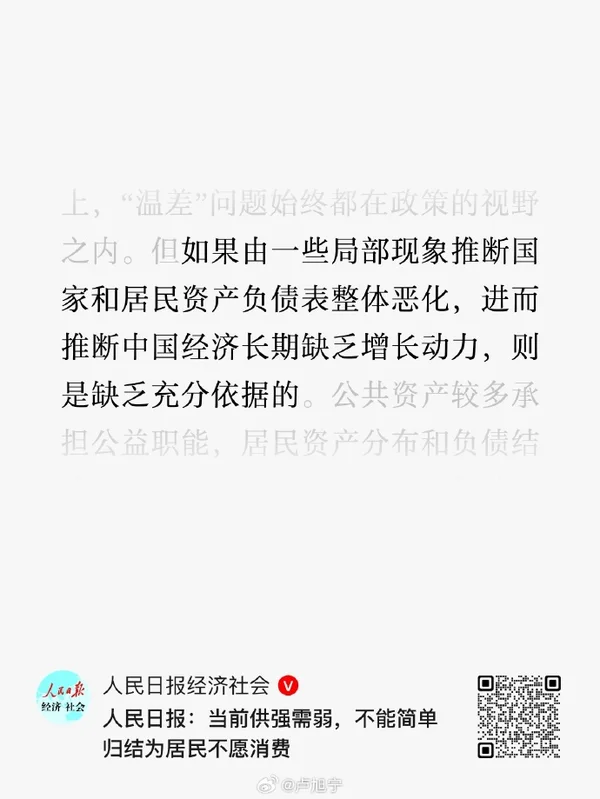 上，“温差”问题始终都在政策的视野
之内。但如果由一些局部现象推断国
家和居民资产负债表整体恶化，进而
推断中国经济长期缺乏增长动力，则
是缺乏充分依据的。公共资产较多承
担公益职能，居民资产分布和负债结
人民日报
经济 社会
人民日报经济社会
人民日报：当前供强需弱，不能简单
归结为居民不愿消费
@卢旭宁